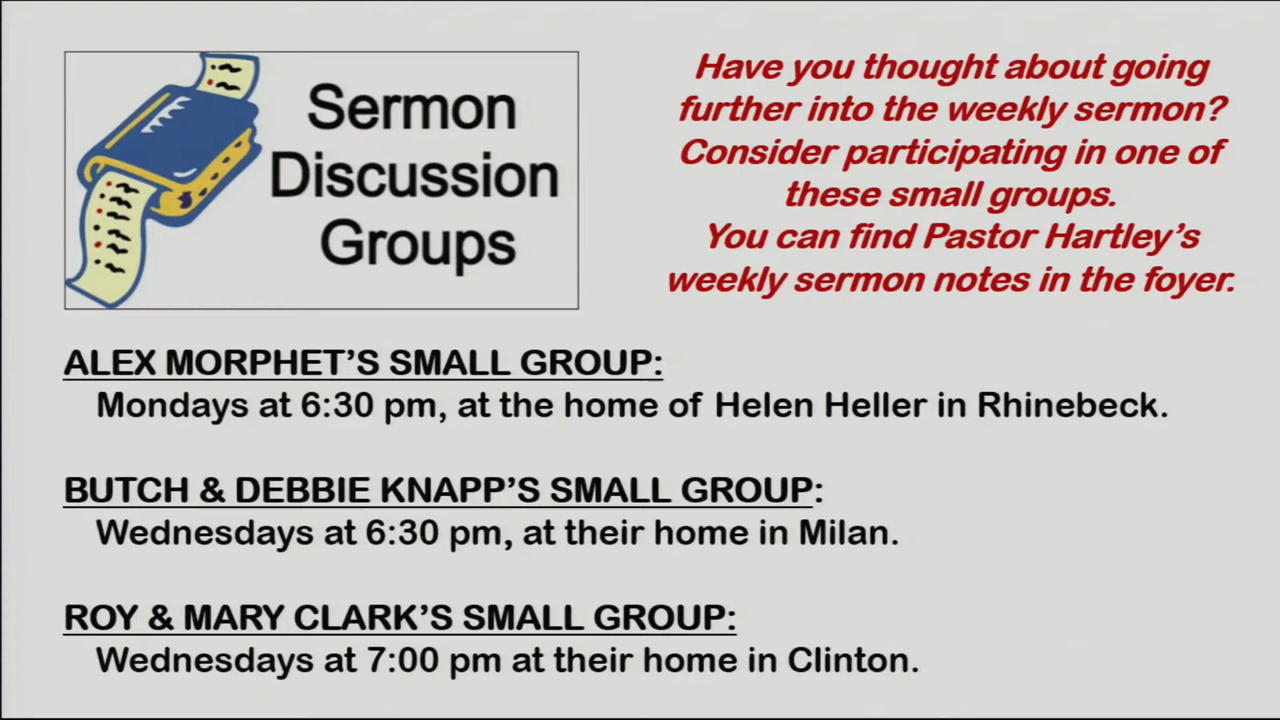 Sermon
Discussion
Groups
Have you thought about going
further into the weekly sermon?
Consider participating in one of
these small groups.
You can find Pastor Hartley's
weekly sermon notes in the foyer.
ALEX MORPHET'S SMALL GROUP:
Mondays at 6:30 pm, at the home of Helen Heller in Rhinebeck.
BUTCH & DEBBIE KNAPP'S SMALL GROUP:
Wednesdays at 6:30 pm, at their home in Milan.
ROY & MARY CLARK'S SMALL GROUP:
Wednesdays at 7:00 pm at their home in Clinton.